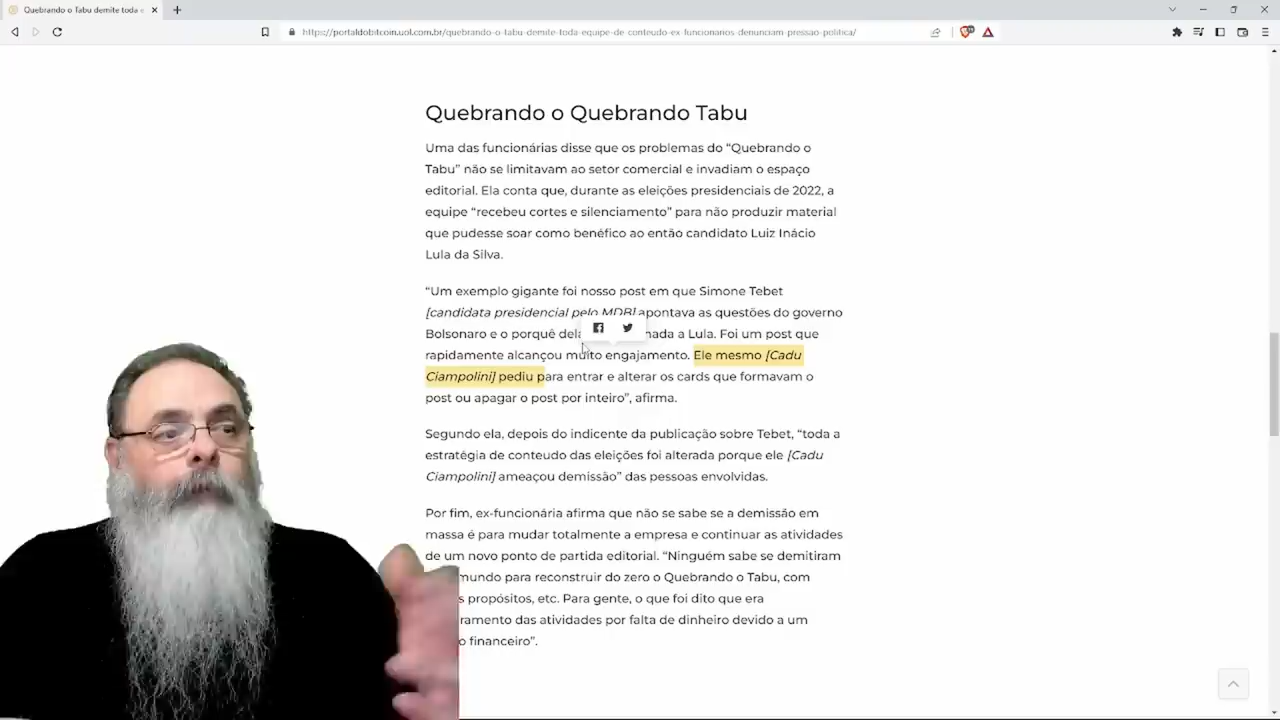 Quebrando o Tabu demite toda e
https://portaldobitcoin.uol.com.br/quebrando-o-tabu-demite-toda-equipe-de-conteudo-ex-funcionarios-denunciam-pressao-politica/
Quebrando o Quebrando Tabu
Uma das funcionárias disse que os problemas do “Quebrando o
Tabu” não se limitavam ao setor comercial e invadiam o espaço
editorial. Ela conta que, durante as eleições presidenciais de 2022, a
equipe “recebeu cortes e silenciamento” para não produzir material
que pudesse soar como benéfico ao então candidato Luiz Inácio
Lula da Silva.
“Um exemplo gigante foi nosso post em que Simone Tebet
[candidata presidencial pelo MDB] apontava as questões do governo
Bolsonaro e o porquê dela nada a Lula. Foi um post que
rapidamente alcançou muito engajamento. Ele mesmo [Cadu
Ciampolini] pediu para entrar e alterar os cards que formavam o
post ou apagar o post por inteiro”, afirma.
Segundo ela, depois do indicente da publicação sobre Tebet, “toda a
estratégia de conteudo das eleições foi alterada porque ele [Cadu
Ciampolini] ameaçou demissão” das pessoas envolvidas.
Por fim, ex-funcionária afirma que não se sabe se a demissão em
massa é para mudar totalmente a empresa e continuar as atividades
de um novo ponto de partida editorial. “Ninguém sabe se demitiram
mundo para reconstruir do zero o Quebrando o Tabu, com
s propósitos, etc. Para gente, o que foi dito que era
ramento das atividades por falta de dinheiro devido a um
o financeiro”.